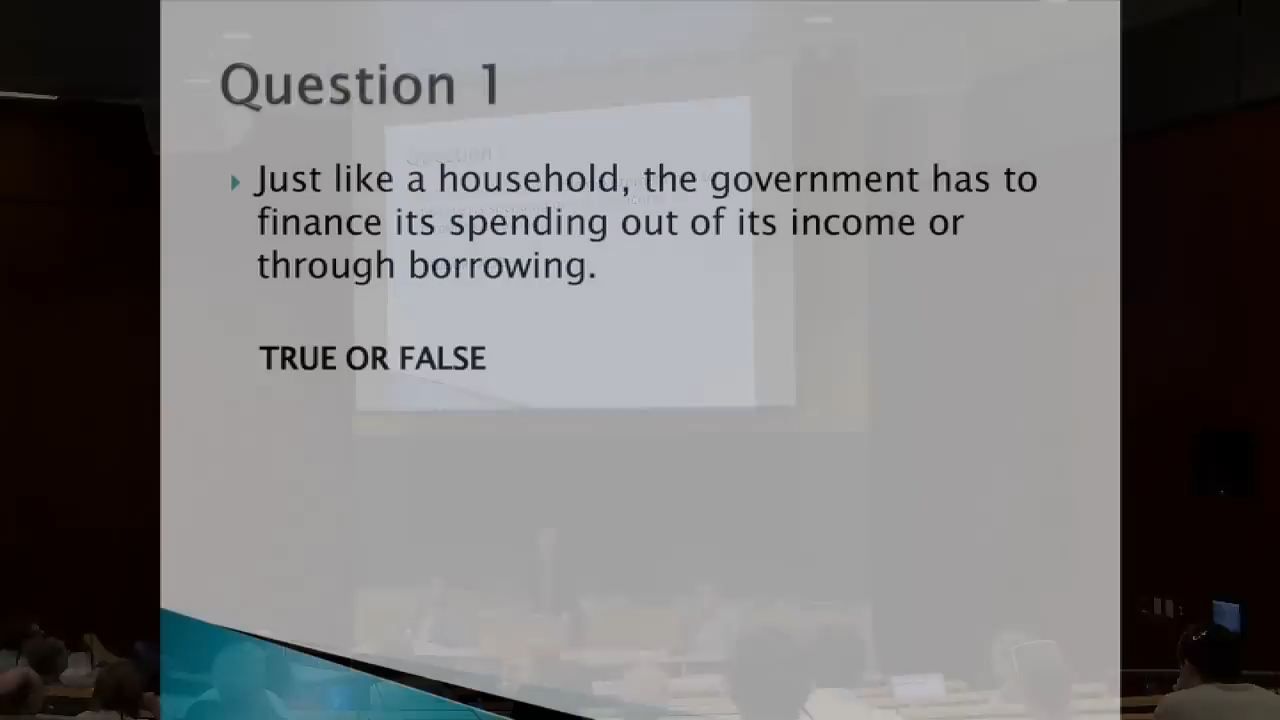 Question 1
Just like a household, the government has to
finance its spending out of its income or
through borrowing.
TRUE OR FALSE